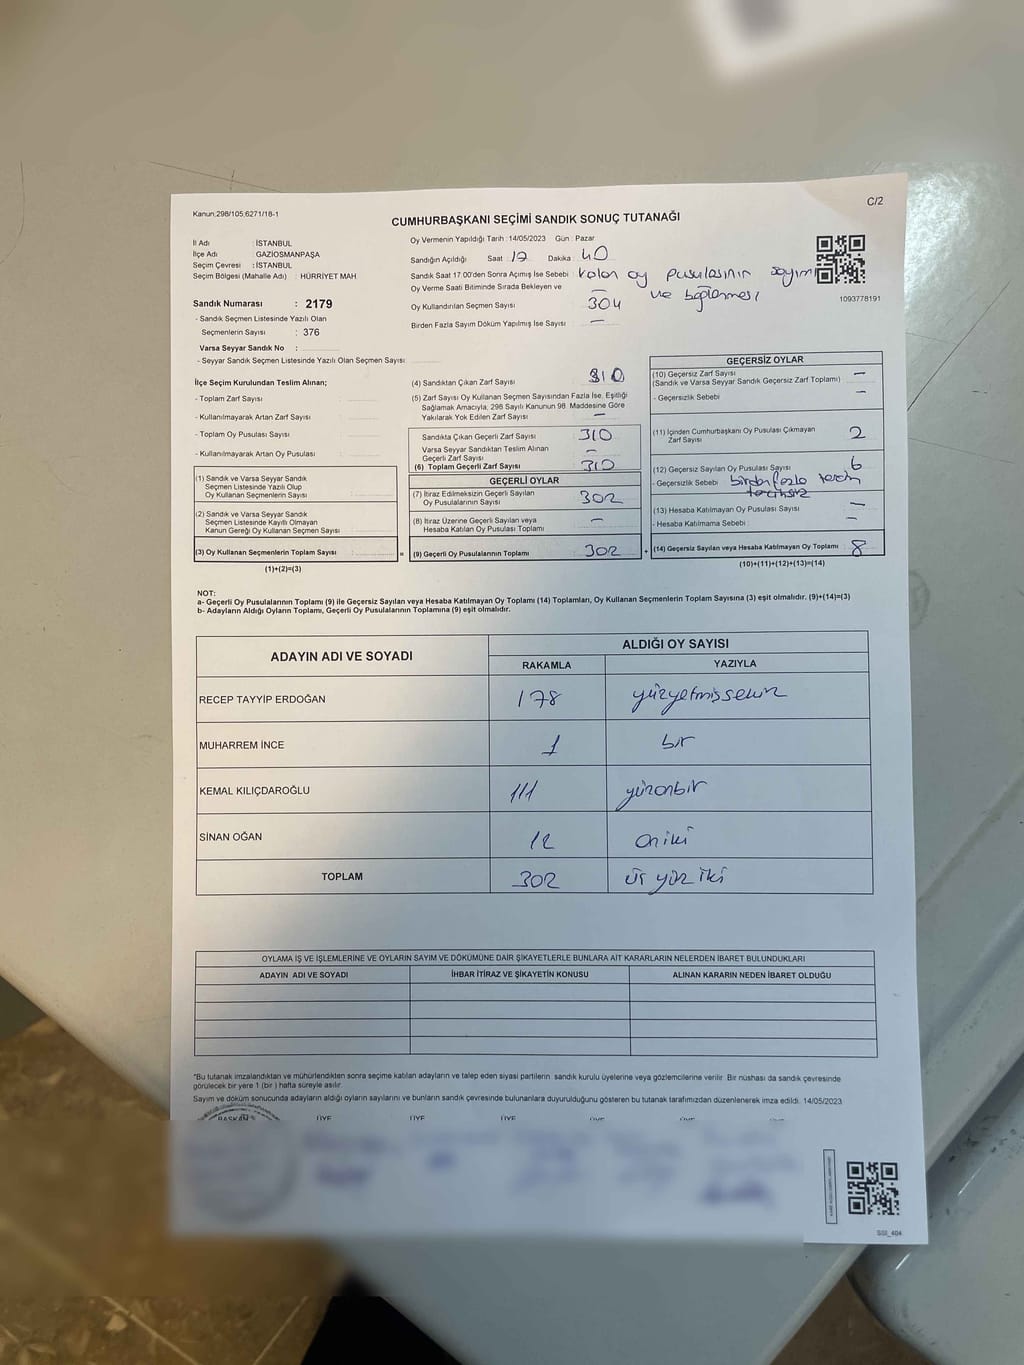 Kanun:298/105,6271/18-1
C/2
CUMHURBAŞKANI SEÇİMİ SANDIK SONUÇ TUTANAĞI
İl Adı : İSTANBUL
İlçe Adı : GAZİOSMANPAŞA
Seçim Çevresi : İSTANBUL
Seçim Bölgesi (Mahalle Adı) : HÜRRİYET MAH.
Sandık Numarası : 2179
- Sandık Seçmen Listesinde Yazılı Olan
Seçmenlerin Sayısı : 376
Varsa Seyyar Sandık No :
- Seyyar Sandık Seçmen Listesinde Yazılı Olan Seçmen Sayısı
Oy Vermenin Yapıldığı Tarih : 14/05/2023 Gün : Pazar
Sandığın Açıldığı Saat : 17 Dakika : 40
Sandık Saat 17.00'den Sonra Açılmış İse Sebebi : kalan oy pusulasının sayımı
ve bağlanması
Oy Verme Saati Bitiminde Sırada Bekleyen ve
Oy Kullandırılan Seçmen Sayısı : 304
Birden Fazla Sayım Döküm Yapılmış İse Sayısı : —
1093778191
İlçe Seçim Kurulundan Teslim Alınan;
- Toplam Zarf Sayısı :
- Kullanılmayarak Artan Zarf Sayısı :
- Toplam Oy Pusulası Sayısı :
- Kullanılmayarak Artan Oy Pusulası :
(1) Sandık ve Varsa Seyyar Sandık
Seçmen Listesinde Yazılı Olup
Oy Kullanan Seçmenlerin Sayısı :
(2) Sandık ve Varsa Seyyar Sandık
Seçmen Listesinde Kayıtlı Olmayan
Kanun Gereği Oy Kullanan Seçmen Sayısı :
(3) Oy Kullanan Seçmenlerin Toplam Sayısı : =
(1)+(2)=(3)
(4) Sandıktan Çıkan Zarf Sayısı : 310
(5) Zarf Sayısı Oy Kullanan Seçmen Sayısından Fazla İse, Eşitliği
Sağlamak Amacıyla; 298 Sayılı Kanunun 98. Maddesine Göre
Yakılarak Yok Edilen Zarf Sayısı : —
Sandıkta Çıkan Geçerli Zarf Sayısı : 310
Varsa Seyyar Sandıktan Teslim Alınan
Geçerli Zarf Sayısı : —
(6) Toplam Geçerli Zarf Sayısı : 310
GEÇERLİ OYLAR
(7) İtiraz Edilmeksizin Geçerli Sayılan
Oy Pusulalarının Sayısı : 302
(8) İtiraz Üzerine Geçerli Sayılan veya
Hesaba Katılan Oy Pusulası Toplamı : —
(9) Geçerli Oy Pusulalarının Toplamı : 302 +
GEÇERSİZ OYLAR
(10) Geçersiz Zarf Sayısı : —
(Sandık ve Varsa Seyyar Sandık Geçersiz Zarf Toplamı)
- Geçersizlik Sebebi : —
(11) İçinden Cumhurbaşkanı Oy Pusulası Çıkmayan
Zarf Sayısı : 2
(12) Geçersiz Sayılan Oy Pusulası Sayısı : 6
- Geçersizlik Sebebi : birden fazla tercih
tercihsiz
(13) Hesaba Katılmayan Oy Pusulası Sayısı : —
- Hesaba Katılmama Sebebi : —
(14) Geçersiz Sayılan veya Hesaba Katılmayan Oy Toplamı : 8
(10)+(11)+(12)+(13)=(14)
NOT:
a- Geçerli Oy Pusulalarının Toplamı (9) ile Geçersiz Sayılan veya Hesaba Katılmayan Oy Toplamı (14) Toplamları, Oy Kullanan Seçmenlerin Toplam Sayısına (3) eşit olmalıdır. (9)+(14)=(3)
b- Adayların Aldığı Oyların Toplamı, Geçerli Oy Pusulalarının Toplamına (9) eşit olmalıdır.
ADAYIN ADI VE SOYADI
ALDIĞI OY SAYISI
RAKAMLA YAZIYLA
RECEP TAYYİP ERDOĞAN 178 yüzyetmişsekiz
MUHARREM İNCE 1 bir
KEMAL KILIÇDAROĞLU 111 yüzonbir
SİNAN OĞAN 12 oniki
TOPLAM 302 üç yüz iki
OYLAMA İŞ VE İŞLEMLERİNE VE OYLARIN SAYIM VE DÖKÜMÜNE DAİR ŞİKAYETLERLE BUNLARA AİT KARARLARIN NELERDEN İBARET BULUNDUKLARI
ADAYIN ADI VE SOYADI İHBAR İTİRAZ VE ŞİKAYETİN KONUSU ALINAN KARARIN NEDEN İBARET OLDUĞU
*Bu tutanak imzalandıktan ve mühürlendikten sonra seçime katılan adayların ve talep eden siyasi partilerin sandık kurulu üyelerine veya gözlemcilerine verilir. Bir nüshası da sandık çevresinde
görülecek bir yere 1 (bir ) hafta süreyle asılır.
Sayım ve döküm sonucunda adayların aldığı oyların sayılarını ve bunların sandık çevresinde bulunanlara duyurulduğunu gösteren bu tutanak tarafımızdan düzenlenerek imza edildi. 14/05/2023
BAŞKAN ÜYE ÜYE ÜYE ÜYE ÜYE
SSI_404